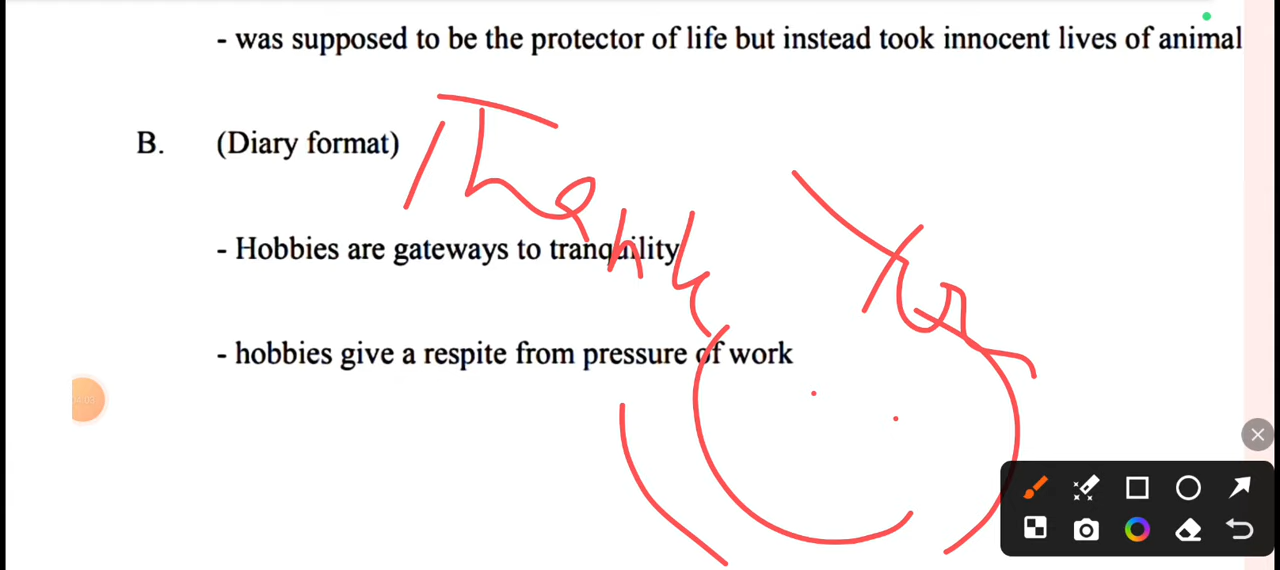 - was supposed to be the protector of life but instead took innocent lives of animal
B. (Diary format)
Thank You
- Hobbies are gateways to tranquility
- hobbies give a respite from pressure of work